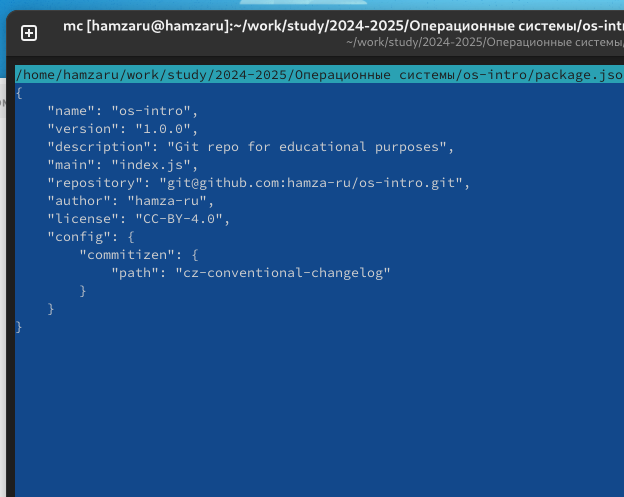 mc [hamzaru@hamzaru]:~/work/study/2024-2025/Операционные системы/os-intr
~/work/study/2024-2025/Операционные системы/
/home/hamzaru/work/study/2024-2025/Операционные системы/os-intro/package.jso
{
    "name": "os-intro",
    "version": "1.0.0",
    "description": "Git repo for educational purposes",
    "main": "index.js",
    "repository": "git@github.com:hamza-ru/os-intro.git",
    "author": "hamza-ru",
    "license": "CC-BY-4.0",
    "config": {
        "commitizen": {
            "path": "cz-conventional-changelog"
        }
    }
}